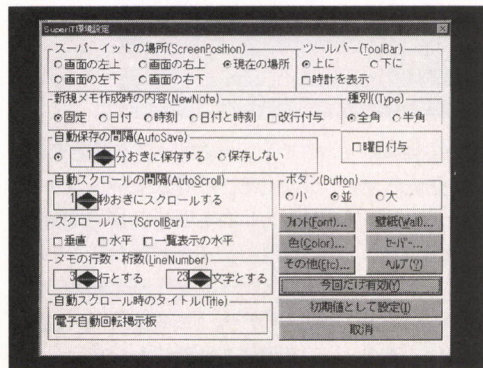 SuperiT環境設定
スーパーイットの場所(ScreenPosition)
画面の左上 画面の右上 現在の場所
画面の左下 画面の右下
ツールバー(ToolBar)
上に 下に
時計を表示
新規メモ作成時の内容(NewNote)
固定 日付 時刻 日付と時刻 改行付与
種別((Type)
全角 半角
自動保存の間隔(AutoSave)
1 分おきに保存する 保存しない
曜日付与
自動スクロールの間隔(AutoScroll)
1 秒おきにスクロールする
ボタン(Button)
小 並 大
スクロールバー(ScrollBar)
垂直 水平 一覧表示の水平
メモの行数・桁数(LineNumber)
3 行とする 23 文字とする
自動スクロール時のタイトル(Title)
電子自動回転掲示板
フォント(Font)... 壁紙(Wall)...
色(Color)... セーバー...
その他(Etc)... ヘルプ(?)
今回だけ有効(Y)
初期値として設定(I)
取消